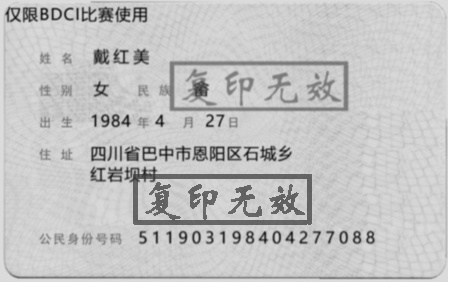 仅限BDCI比赛使用
姓名 戴红美
性别 女 民族
复印无效
出生 1984 年 4 月 27 日
住址 四川省巴中市恩阳区石城乡
红岩坝村
复印无效
公民身份号码 511903198404277088